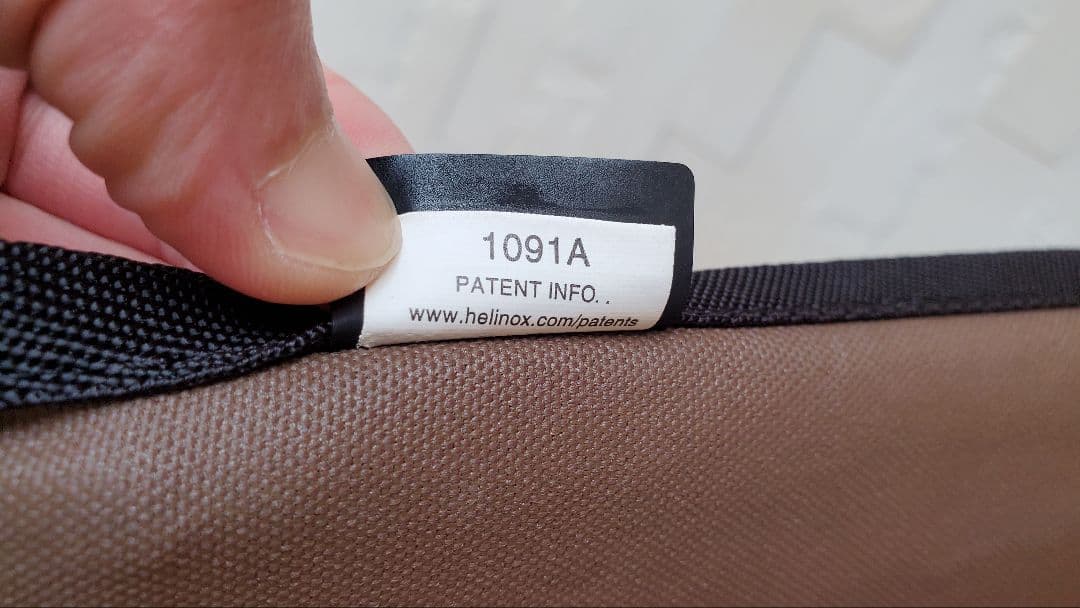 1091A
PATENT INFO. .
www.helinox.com/patents